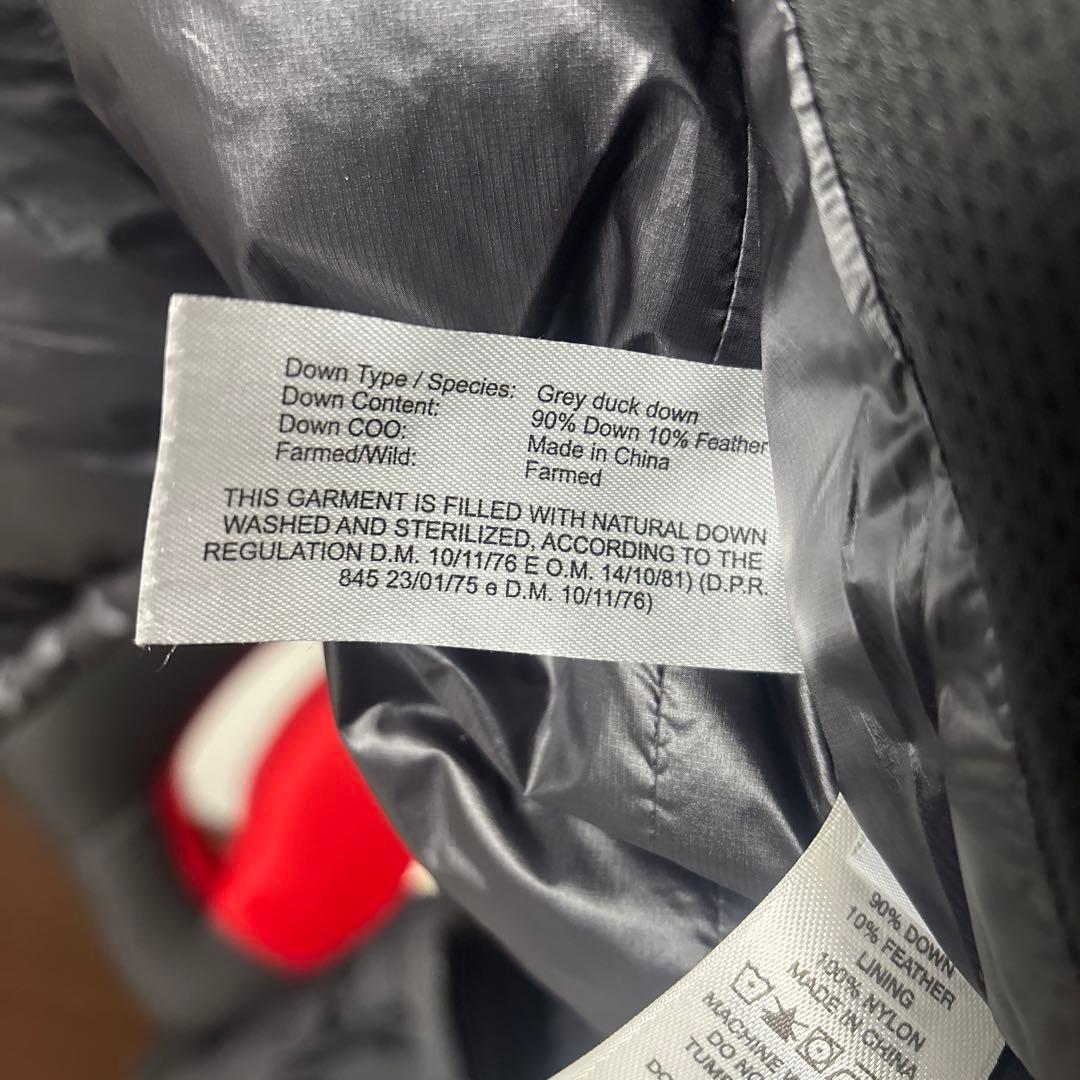 Down Type / Species: Grey duck down
Down Content: 90% Down 10% Feather
Down COO: Made in China
Farmed/Wild: Farmed
THIS GARMENT IS FILLED WITH NATURAL DOWN
WASHED AND STERILIZED, ACCORDING TO THE
REGULATION D.M. 10/11/76 E O.M. 14/10/81) (D.P.R.
845 23/01/75 e D.M. 10/11/76)
90% DOWN
10% FEATHER
LINING
100% NYLON
MADE IN CHINA
MACHINE
DO